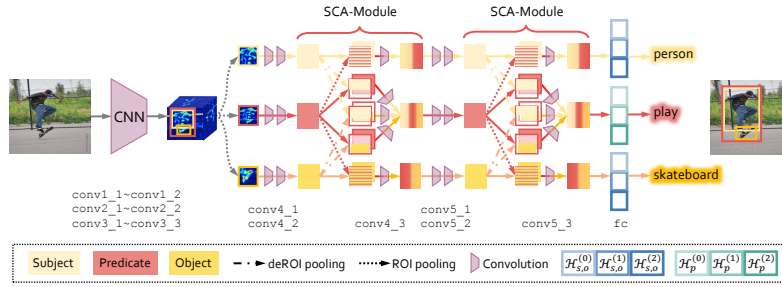 SCA-Module
SCA-Module
CNN
person
play
skateboard
conv1_1~conv1_2
conv2_1~conv2_2
conv3_1~conv3_3
conv4_1
conv4_2
conv4_3
conv5_1
conv5_2
conv5_3
fc
Subject
Predicate
Object
deROI pooling
ROI pooling
Convolution
ℋ_{s,o}^{(0)} ℋ_{s,o}^{(1)} ℋ_{s,o}^{(2)}
ℋ_p^{(0)} ℋ_p^{(1)} ℋ_p^{(2)}